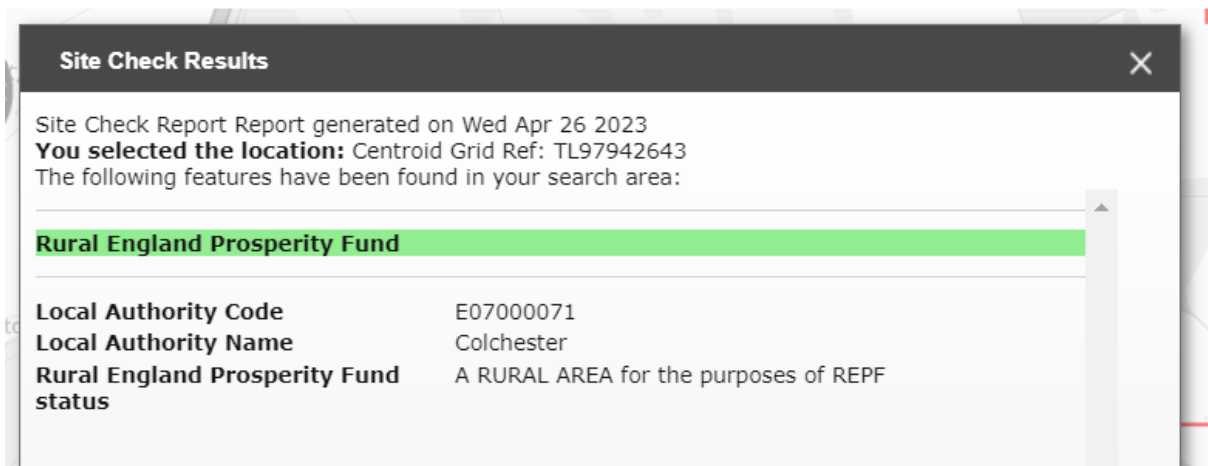 Site Check Results
Site Check Report Report generated on Wed Apr 26 2023
You selected the location: Centroid Grid Ref: TL97942643
The following features have been found in your search area:
Rural England Prosperity Fund
Local Authority Code E07000071
Local Authority Name Colchester
Rural England Prosperity Fund A RURAL AREA for the purposes of REPF
status